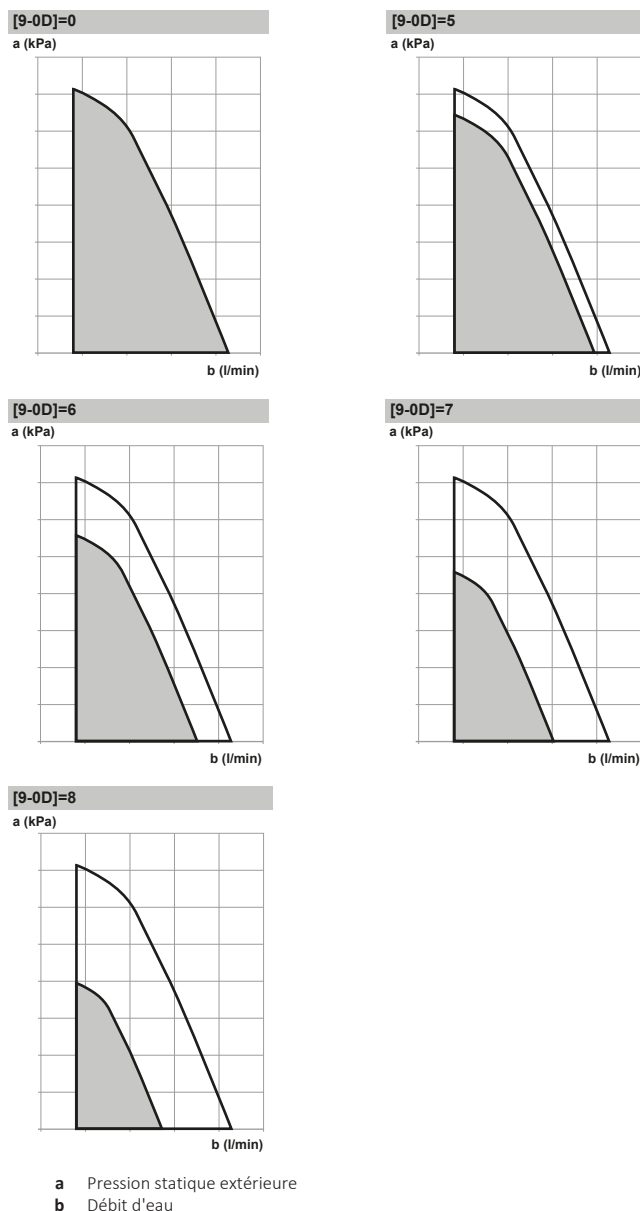 [9-0D]=0
a (kPa)
b (l/min)
[9-0D]=5
a (kPa)
b (l/min)
[9-0D]=6
a (kPa)
b (l/min)
[9-0D]=7
a (kPa)
b (l/min)
[9-0D]=8
a (kPa)
b (l/min)
a Pression statique extérieure
b Débit d'eau